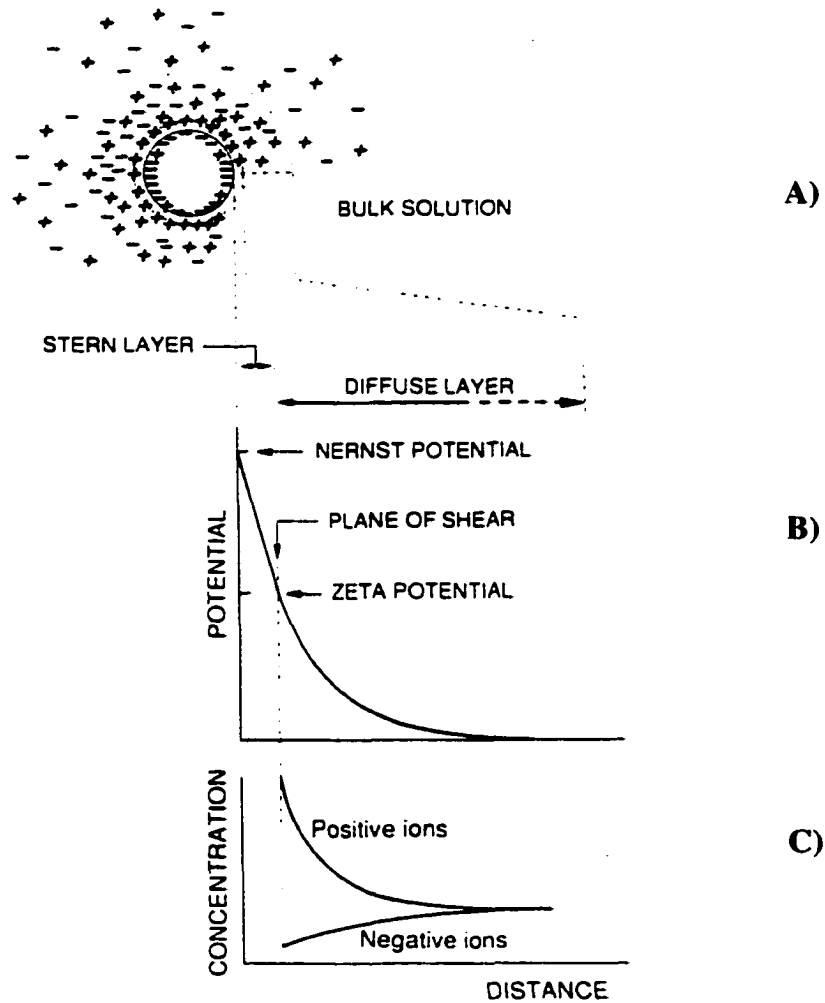 BULK SOLUTION
A)
STERN LAYER
DIFFUSE LAYER
NERNST POTENTIAL
PLANE OF SHEAR
B)
ZETA POTENTIAL
POTENTIAL
CONCENTRATION
Positive ions
C)
Negative ions
DISTANCE